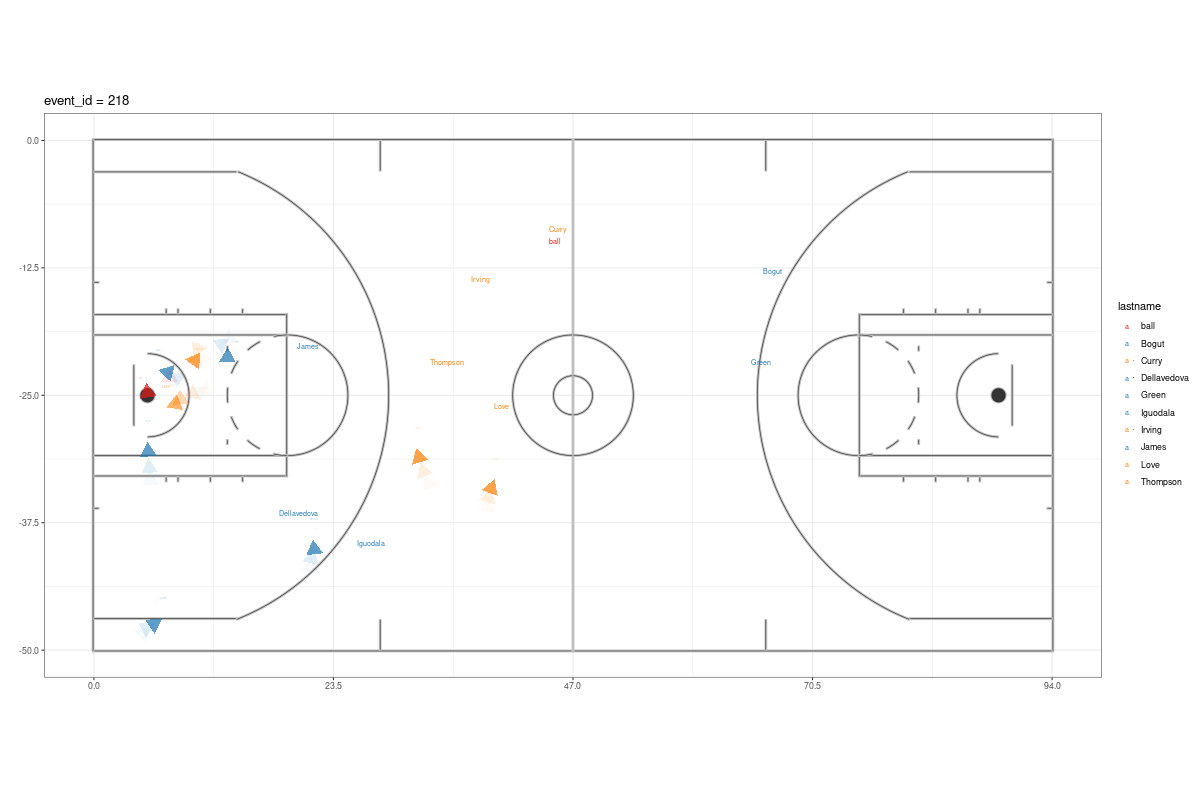 event_id = 218
0.0
-12.5
-25.0
-37.5
-50.0
Curry
ball
Irving
Bogut
James
Thompson
Green
Love
Dellavedova
Iguodala
0.0
23.5
47.0
70.5
94.0
lastname
a ball
a Bogut
a Curry
a Dellavedova
a Green
a Iguodala
a Irving
a James
a Love
a Thompson